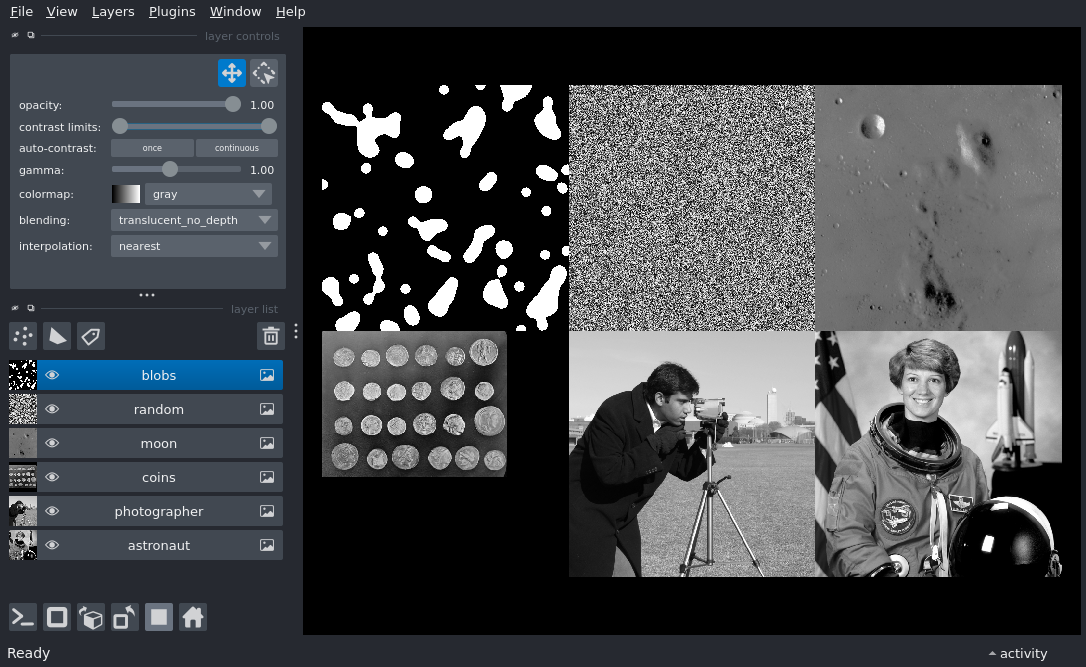 File View Layers Plugins Window Help
layer controls
opacity: 1.00
contrast limits:
auto-contrast: once continuous
gamma: 1.00
colormap: gray
blending: translucent_no_depth
interpolation: nearest
layer list
blobs
random
moon
coins
photographer
astronaut
Ready
activity